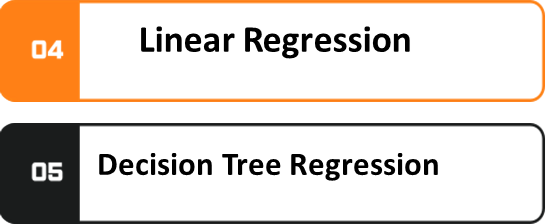 04
Linear Regression
05
Decision Tree Regression